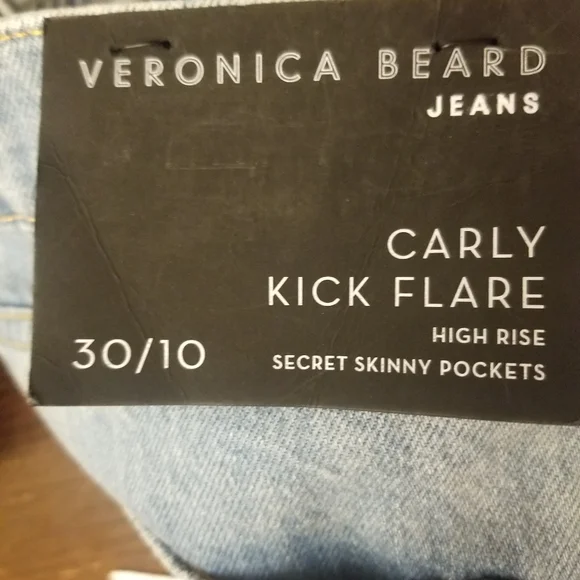 VERONICA BEARD
JEANS
CARLY
KICK FLARE
HIGH RISE
30/10
SECRET SKINNY POCKETS